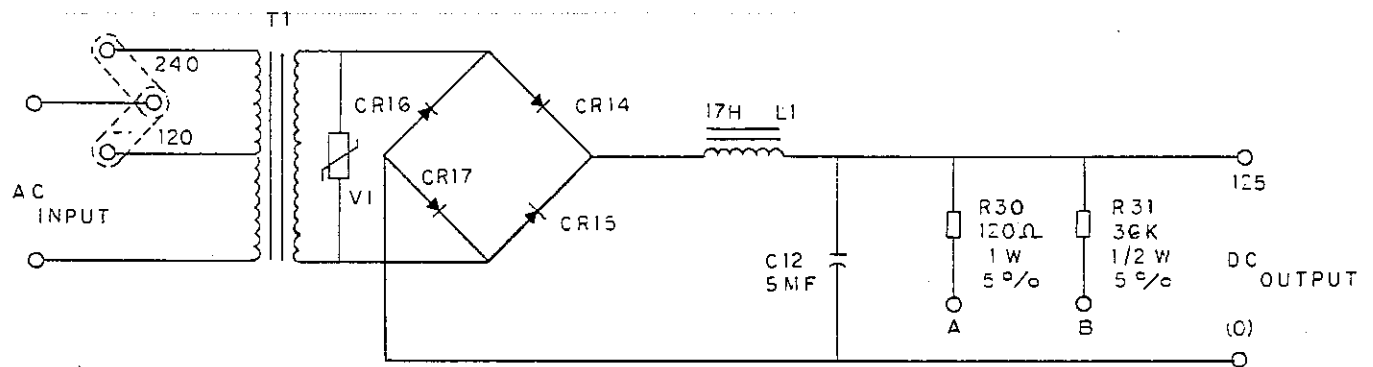 T1
240
120
AC
INPUT
V1
CR16
CR14
CR17
CR15
17H L1
C12
5MF
R30
120Ω
1W
5%
A
R31
36K
1/2 W
5%
B
125
DC
OUTPUT
(0)